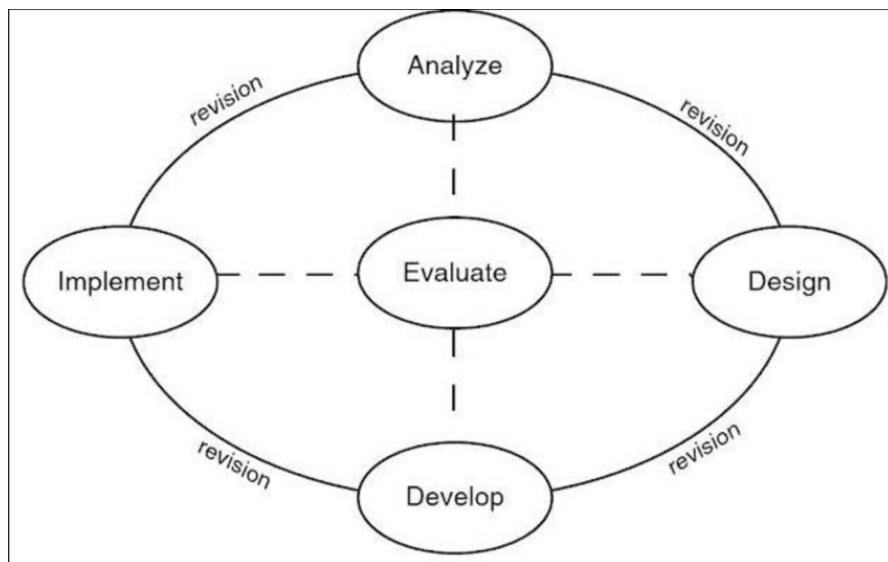 Analyze
revision
revision
Implement
Evaluate
Design
revision
revision
Develop